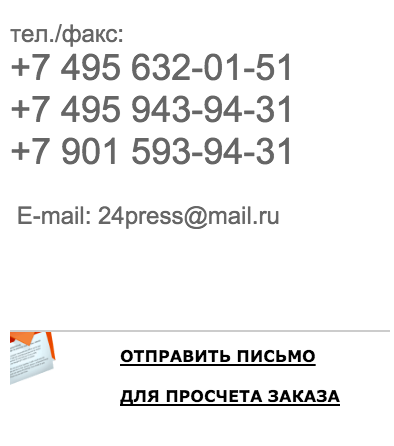 тел./факс:
+7 495 632-01-51
+7 495 943-94-31
+7 901 593-94-31
E-mail: 24press@mail.ru
ОТПРАВИТЬ ПИСЬМО
ДЛЯ ПРОСЧЕТА ЗАКАЗА